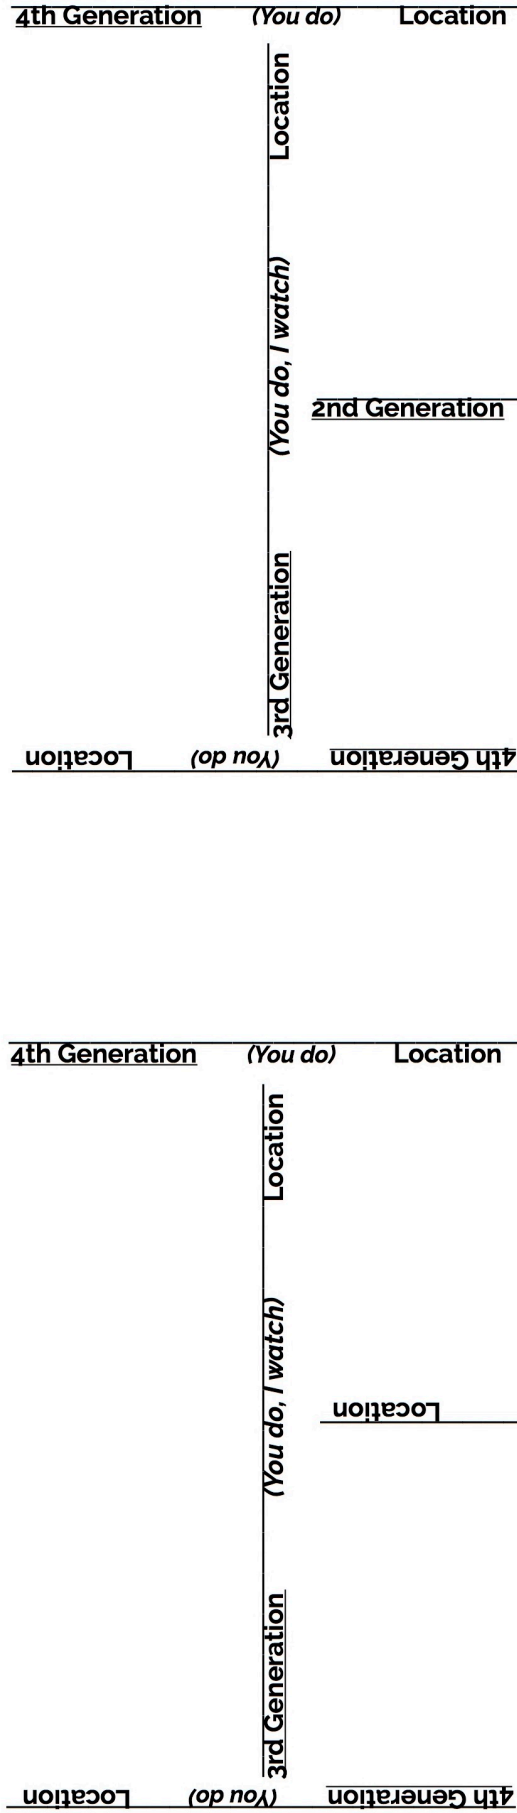 4th Generation (You do) Location
3rd Generation (You do, I watch) Location
2nd Generation
4th Generation (You do) Location
4th Generation (You do) Location
3rd Generation (You do, I watch) Location
Location
4th Generation (You do) Location